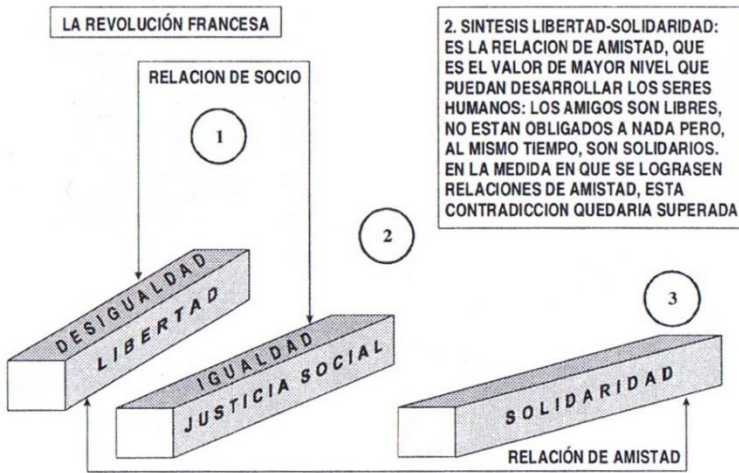 LA REVOLUCIÓN FRANCESA
RELACION DE SOCIO
2. SINTESIS LIBERTAD-SOLIDARIDAD:
ES LA RELACION DE AMISTAD, QUE
ES EL VALOR DE MAYOR NIVEL QUE
PUEDAN DESARROLLAR LOS SERES
HUMANOS: LOS AMIGOS SON LIBRES,
NO ESTAN OBLIGADOS A NADA PERO,
AL MISMO TIEMPO, SON SOLIDARIOS.
EN LA MEDIDA EN QUE SE LOGRASEN
RELACIONES DE AMISTAD, ESTA
CONTRADICCION QUEDARIA SUPERADA
1
2
3
DESIGUALDAD
LIBERTAD
IGUALDAD
JUSTICIA SOCIAL
SOLIDARIDAD
RELACIÓN DE AMISTAD